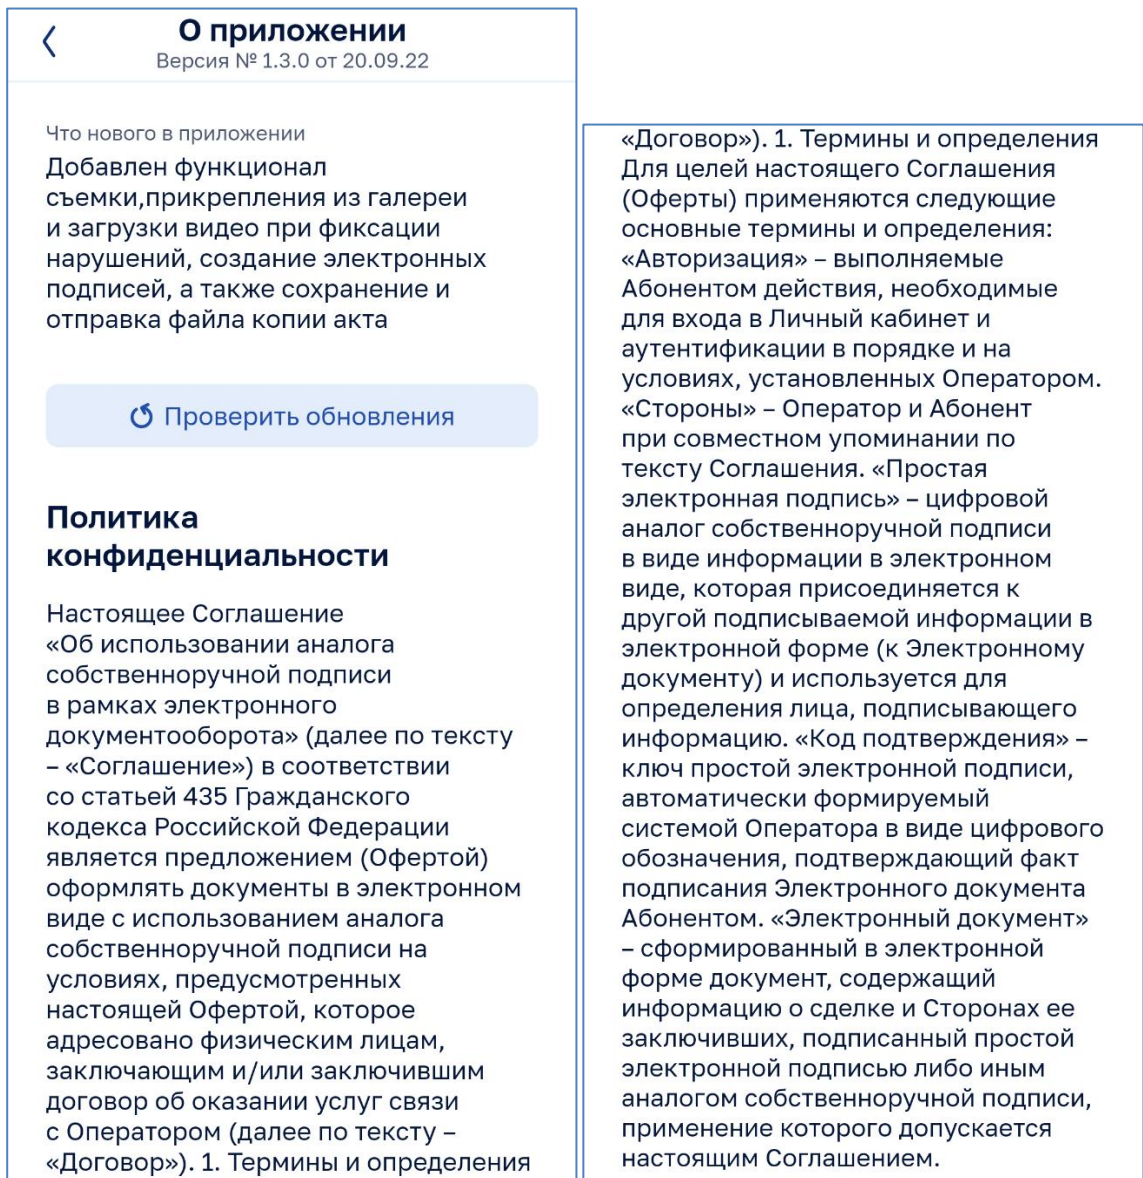 О приложении
Версия № 1.3.0 от 20.09.22
Что нового в приложении
Добавлен функционал
съемки,прикрепления из галереи
и загрузки видео при фиксации
нарушений, создание электронных
подписей, а также сохранение и
отправка файла копии акта
Проверить обновления
Политика
конфиденциальности
Настоящее Соглашение
«Об использовании аналога
собственноручной подписи
в рамках электронного
документооборота» (далее по тексту
– «Соглашение») в соответствии
со статьей 435 Гражданского
кодекса Российской Федерации
является предложением (Офертой)
оформлять документы в электронном
виде с использованием аналога
собственноручной подписи на
условиях, предусмотренных
настоящей Офертой, которое
адресовано физическим лицам,
заключающим и/или заключившим
договор об оказании услуг связи
с Оператором (далее по тексту –
«Договор»). 1. Термины и определения
«Договор»). 1. Термины и определения
Для целей настоящего Соглашения
(Оферты) применяются следующие
основные термины и определения:
«Авторизация» – выполняемые
Абонентом действия, необходимые
для входа в Личный кабинет и
аутентификации в порядке и на
условиях, установленных Оператором.
«Стороны» – Оператор и Абонент
при совместном упоминании по
тексту Соглашения. «Простая
электронная подпись» – цифровой
аналог собственноручной подписи
в виде информации в электронном
виде, которая присоединяется к
другой подписываемой информации в
электронной форме (к Электронному
документу) и используется для
определения лица, подписывающего
информацию. «Код подтверждения» –
ключ простой электронной подписи,
автоматически формируемый
системой Оператора в виде цифрового
обозначения, подтверждающий факт
подписания Электронного документа
Абонентом. «Электронный документ»
– сформированный в электронной
форме документ, содержащий
информацию о сделке и Сторонах ее
заключивших, подписанный простой
электронной подписью либо иным
аналогом собственноручной подписи,
применение которого допускается
настоящим Соглашением.